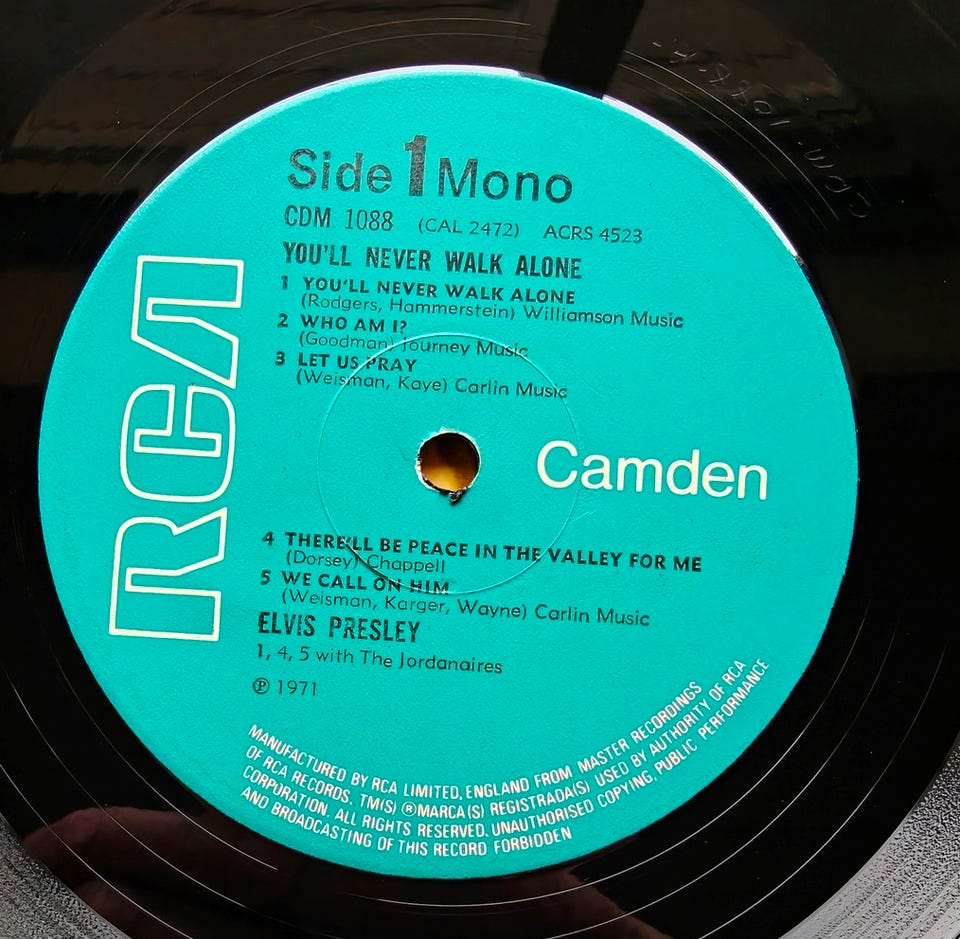 Side 1 Mono
CDM 1088 (CAL 2472) ACRS 4523
YOU'LL NEVER WALK ALONE
1 YOU'LL NEVER WALK ALONE
(Rodgers, Hammerstein) Williamson Music
2 WHO AM I?
(Goodman) Journey Music
3 LET US PRAY
(Weisman, Kaye) Carlin Music
RCA
Camden
4 THERE'LL BE PEACE IN THE VALLEY FOR ME
(Dorsey) Chappell
5 WE CALL ON HIM
(Weisman, Karger, Wayne) Carlin Music
ELVIS PRESLEY
1, 4, 5 with The Jordanaires
℗ 1971
MANUFACTURED BY RCA LIMITED, ENGLAND FROM MASTER RECORDINGS
OF RCA RECORDS. TM(S) ® MARCA(S) REGISTRADA(S) USED BY AUTHORITY OF RCA
CORPORATION. ALL RIGHTS RESERVED. UNAUTHORISED COPYING, PUBLIC PERFORMANCE
AND BROADCASTING OF THIS RECORD FORBIDDEN